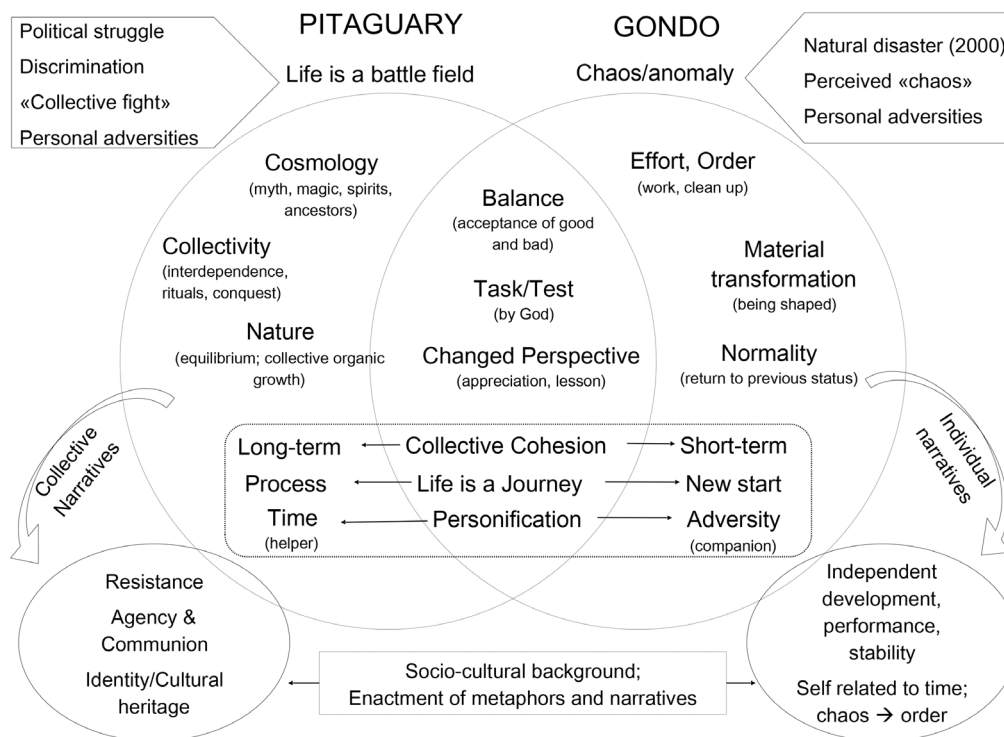 PITAGUARY
Life is a battle field
GONDO
Chaos/anomaly
Political struggle
Discrimination
«Collective fight»
Personal adversities
Natural disaster (2000)
Perceived «chaos»
Personal adversities
Cosmology
(myth, magic, spirits,
ancestors)
Collectivity
(interdependence,
rituals, conquest)
Nature
(equilibrium; collective organic
growth)
Balance
(acceptance of good
and bad)
Task/Test
(by God)
Changed Perspective
(appreciation, lesson)
Effort, Order
(work, clean up)
Material
transformation
(being shaped)
Normality
(return to previous status)
Long-term Collective Cohesion Short-term
Process Life is a Journey New start
Time Personification Adversity
(helper) (companion)
Collective
Narratives
Individual
narratives
Resistance
Agency &
Communion
Identity/Cultural
heritage
Socio-cultural background;
Enactment of metaphors and narratives
Independent
development,
performance,
stability
Self related to time;
chaos → order